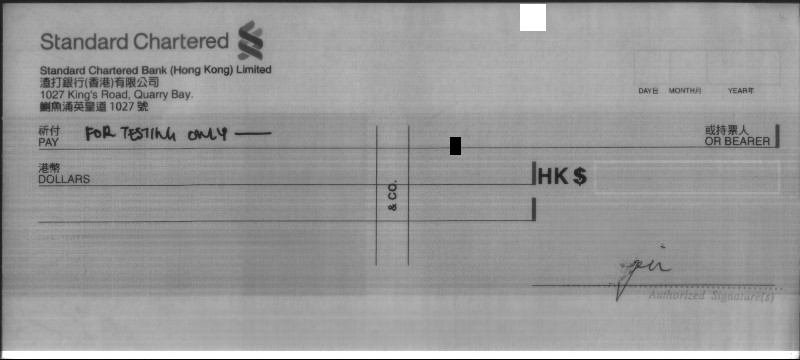 Standard Chartered
Standard Chartered Bank (Hong Kong) Limited
渣打銀行(香港)有限公司
1027 King's Road, Quarry Bay.
鰂魚涌英皇道 1027 號
DAY日 MONTH月 YEAR年
祈付
PAY
FOR TESTING ONLY
或持票人
OR BEARER
港幣
DOLLARS
HK $
& CO.
Authorized Signature(s)